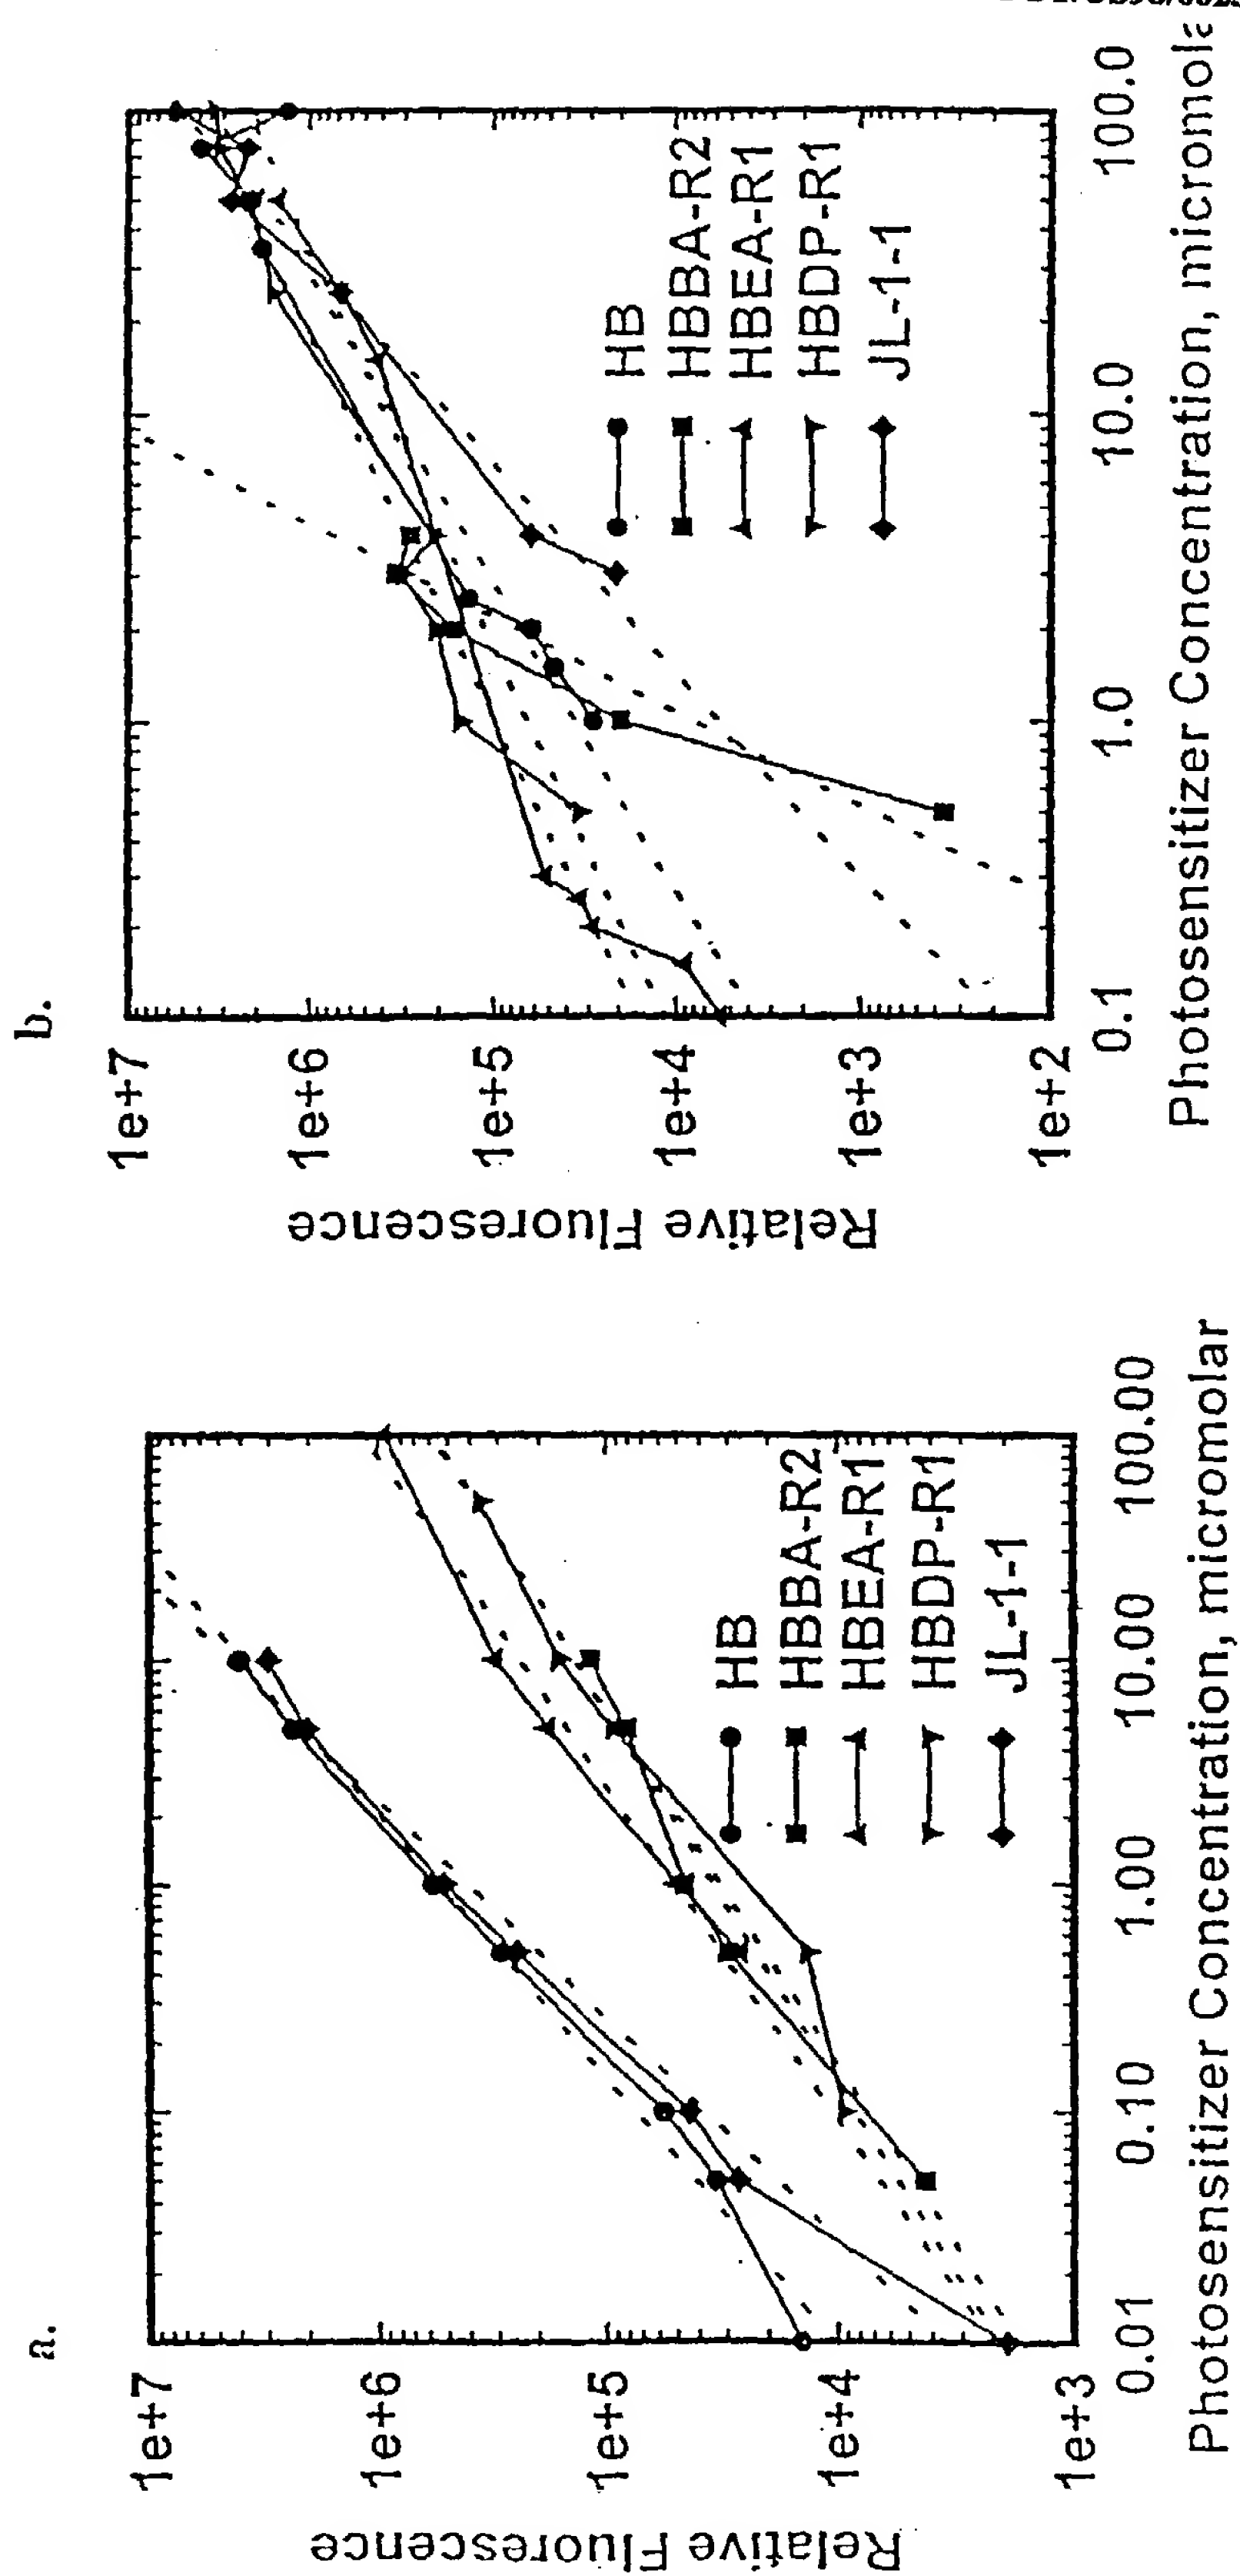 a.
Relative Fluorescence
1e+7
1e+6
1e+5
1e+4
1e+3
HB
HBBA-R2
HBEA-R1
HBDP-R1
JL-1-1
0.01 0.10 1.00 10.00 100.00
Photosensitizer Concentration, micromolar
b.
Relative Fluorescence
1e+7
1e+6
1e+5
1e+4
1e+3
1e+2
HB
HBBA-R2
HBEA-R1
HBDP-R1
JL-1-1
0.1 1.0 10.0 100.0
Photosensitizer Concentration,